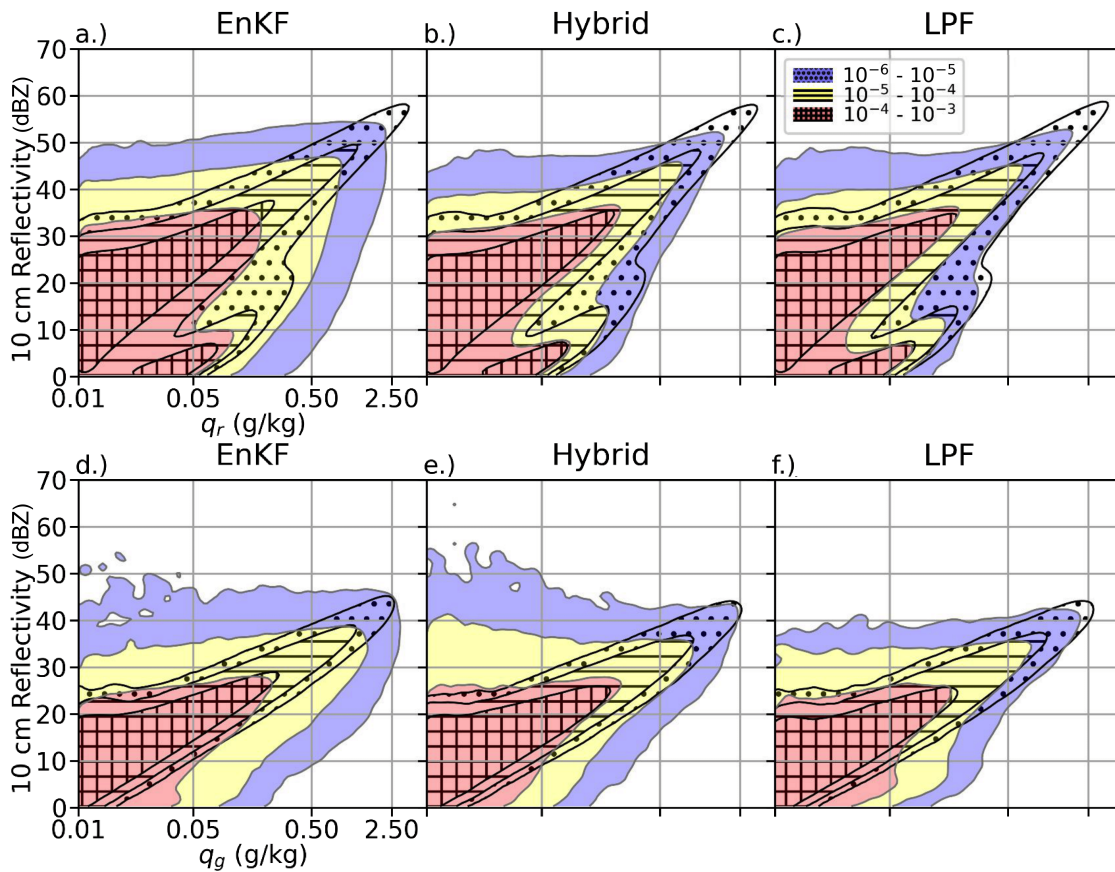 a.) EnKF b.) Hybrid c.) LPF
70
60
50
40
30
20
10
0
10 cm Reflectivity (dBZ)
10⁻⁶ - 10⁻⁵
10⁻⁵ - 10⁻⁴
10⁻⁴ - 10⁻³
0.01 0.05 0.50 2.50
qᵣ (g/kg)
d.) EnKF e.) Hybrid f.) LPF
70
60
50
40
30
20
10
0
10 cm Reflectivity (dBZ)
0.01 0.05 0.50 2.50
q_g (g/kg)